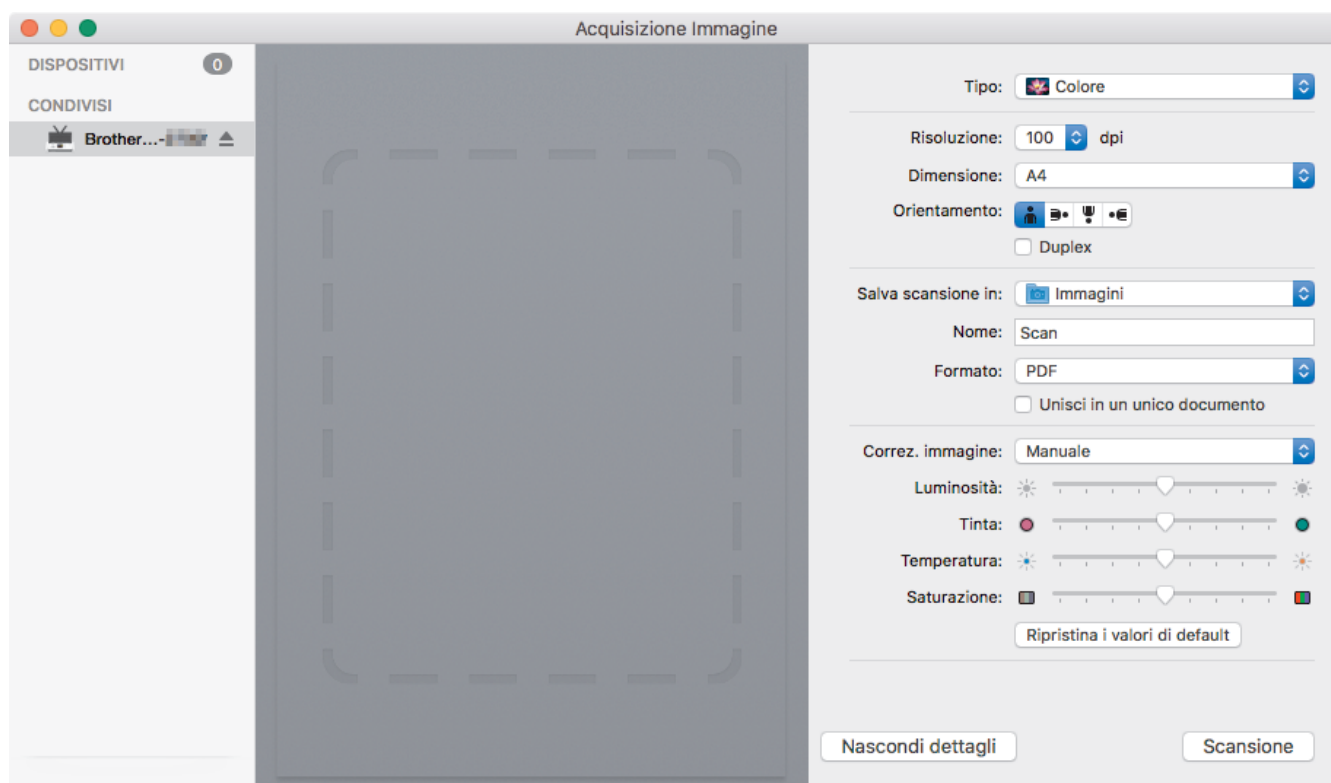 Acquisizione Immagine
DISPOSITIVI 0
CONDIVISI
Brother...-
Tipo: Colore
Risoluzione: 100 dpi
Dimensione: A4
Orientamento:
Duplex
Salva scansione in: Immagini
Nome: Scan
Formato: PDF
Unisci in un unico documento
Correz. immagine: Manuale
Luminosità:
Tinta:
Temperatura:
Saturazione:
Ripristina i valori di default
Nascondi dettagli Scansione